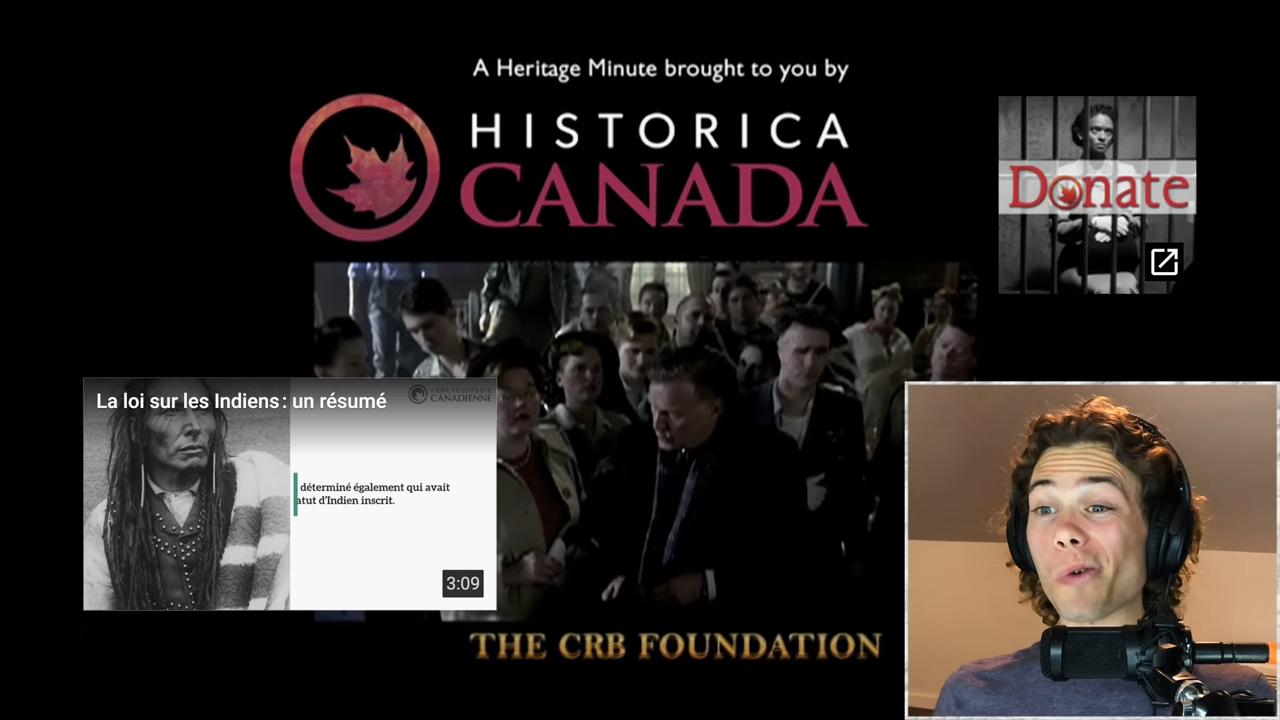 A Heritage Minute brought to you by
HISTORICA
CANADA
Donate
La loi sur les Indiens : un résumé
L'ENCYCLOPÉDIE
CANADIENNE
déterminé également qui avait
atut d'Indien inscrit.
3:09
THE CRB FOUNDATION